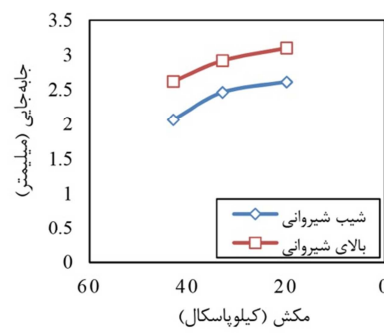 جابه‌جایی (میلیمتر)
3.5
3
2.5
2
1.5
1
0.5
0
شیب شیروانی
بالای شیروانی
60 40 20 0
مکش (کیلوپاسکال)